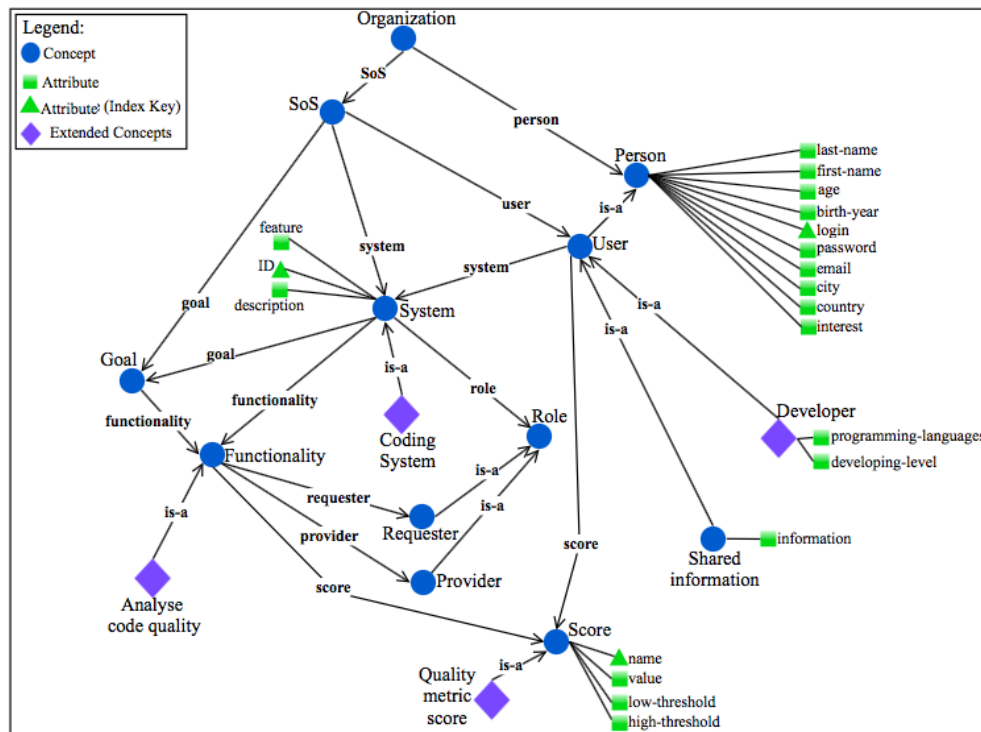 Legend:
Concept
Attribute
Attribute (Index Key)
Extended Concepts
Organization
SoS
SoS
person
Person
last-name
first-name
age
birth-year
login
password
email
city
country
interest
user
is-a
User
feature
ID
description
system
system
System
goal
goal
Goal
is-a
is-a
functionality
functionality
is-a
role
Role
Coding
System
Developer
programming-languages
developing-level
Functionality
is-a
requester
Requester
is-a
is-a
provider
Provider
score
score
Shared
information
information
Analyse
code quality
Score
name
value
low-threshold
high-threshold
is-a
Quality
metric
score